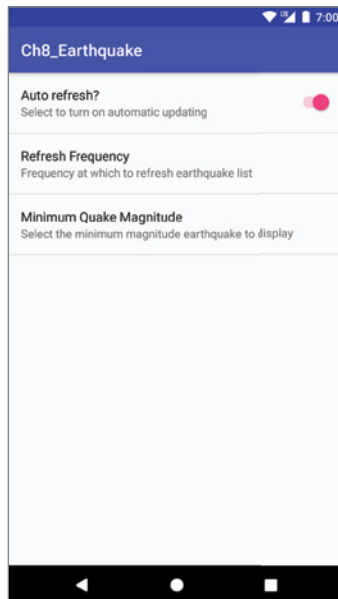 LTE 7:00
Ch8_Earthquake
Auto refresh?
Select to turn on automatic updating
Refresh Frequency
Frequency at which to refresh earthquake list
Minimum Quake Magnitude
Select the minimum magnitude earthquake to display